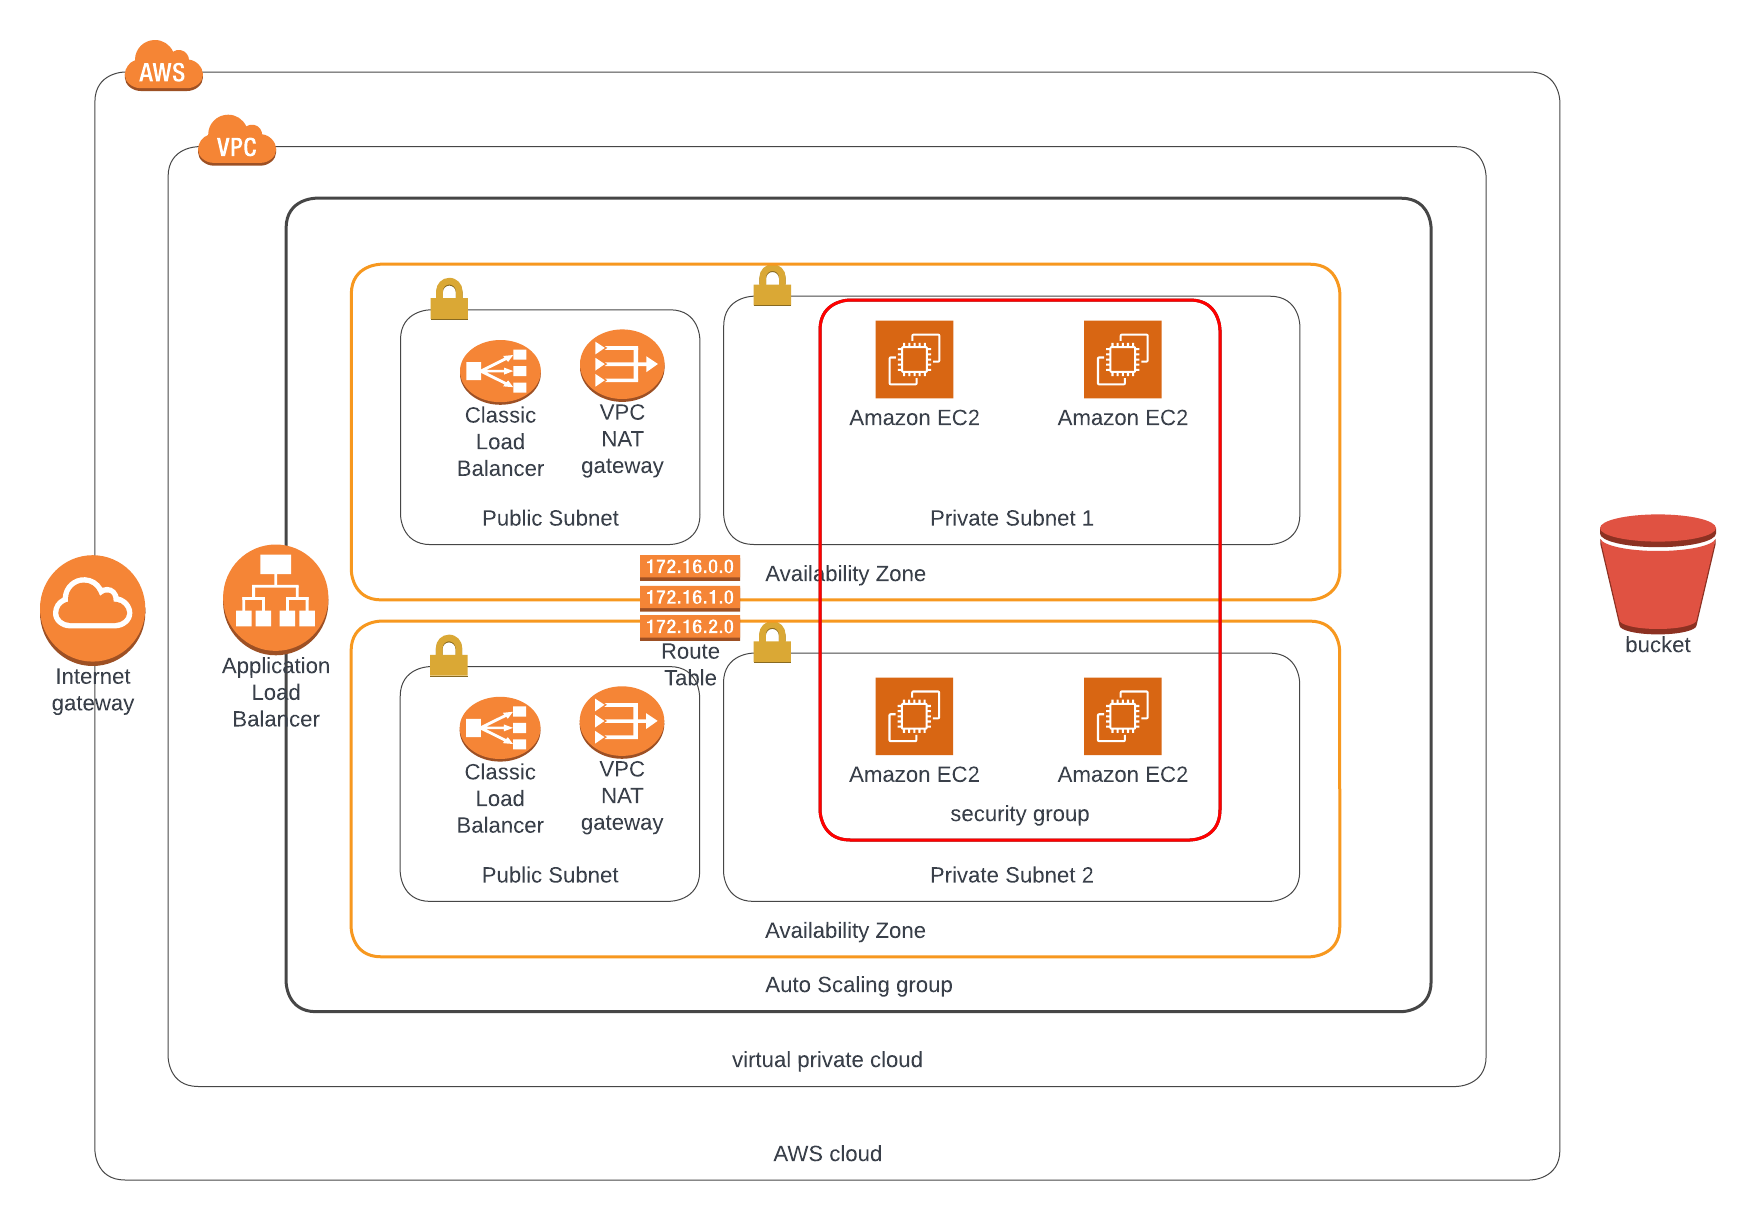 AWS
VPC
Classic
Load
Balancer
VPC
NAT
gateway
Public Subnet
Amazon EC2
Amazon EC2
Private Subnet 1
172.16.0.0
172.16.1.0
172.16.2.0
Route
Table
Availability Zone
Internet
gateway
Application
Load
Balancer
bucket
Classic
Load
Balancer
VPC
NAT
gateway
Public Subnet
Amazon EC2
Amazon EC2
security group
Private Subnet 2
Availability Zone
Auto Scaling group
virtual private cloud
AWS cloud